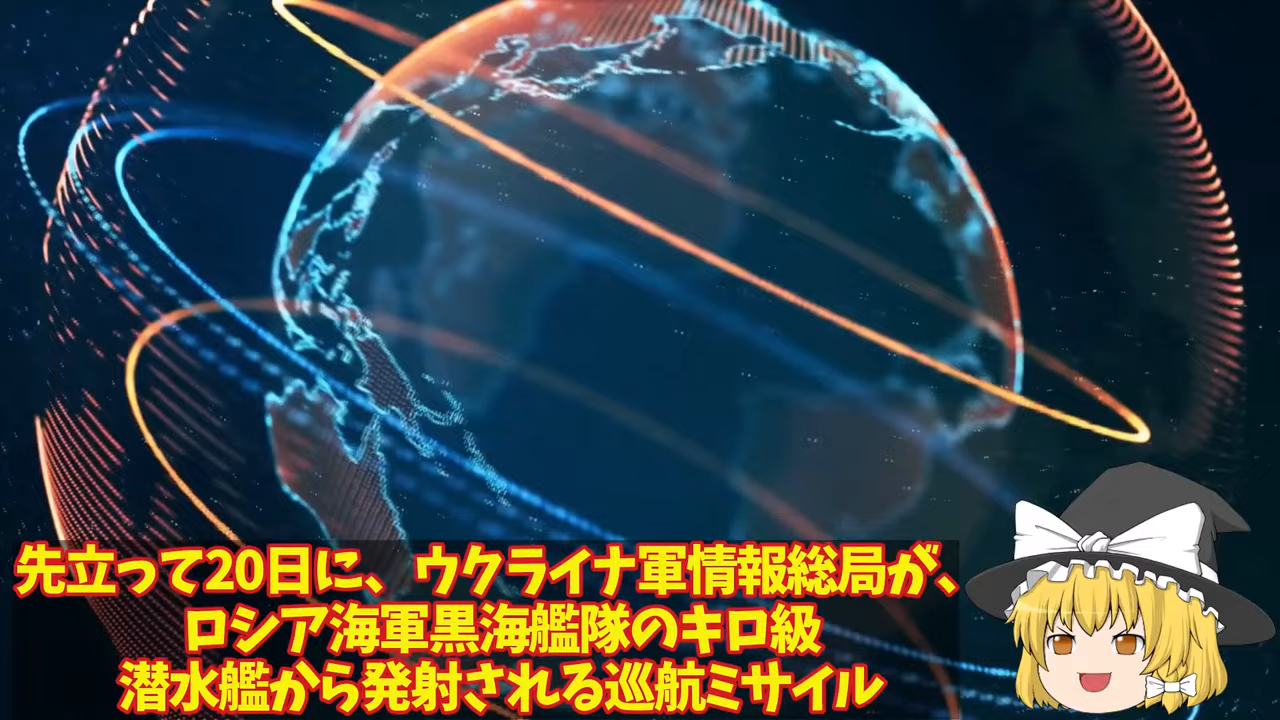 先立って20日に、ウクライナ軍情報総局が、
ロシア海軍黒海艦隊のキロ級
潜水艦から発射される巡航ミサイル